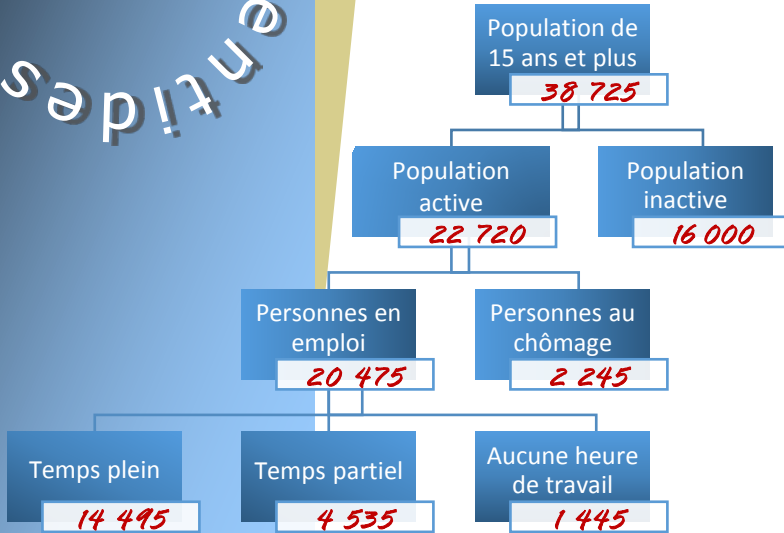 entides
Population de
15 ans et plus
38 725
Population
active
22 720
Population
inactive
16 000
Personnes en
emploi
20 475
Personnes au
chômage
2 245
Temps plein
14 495
Temps partiel
4 535
Aucune heure
de travail
1 445